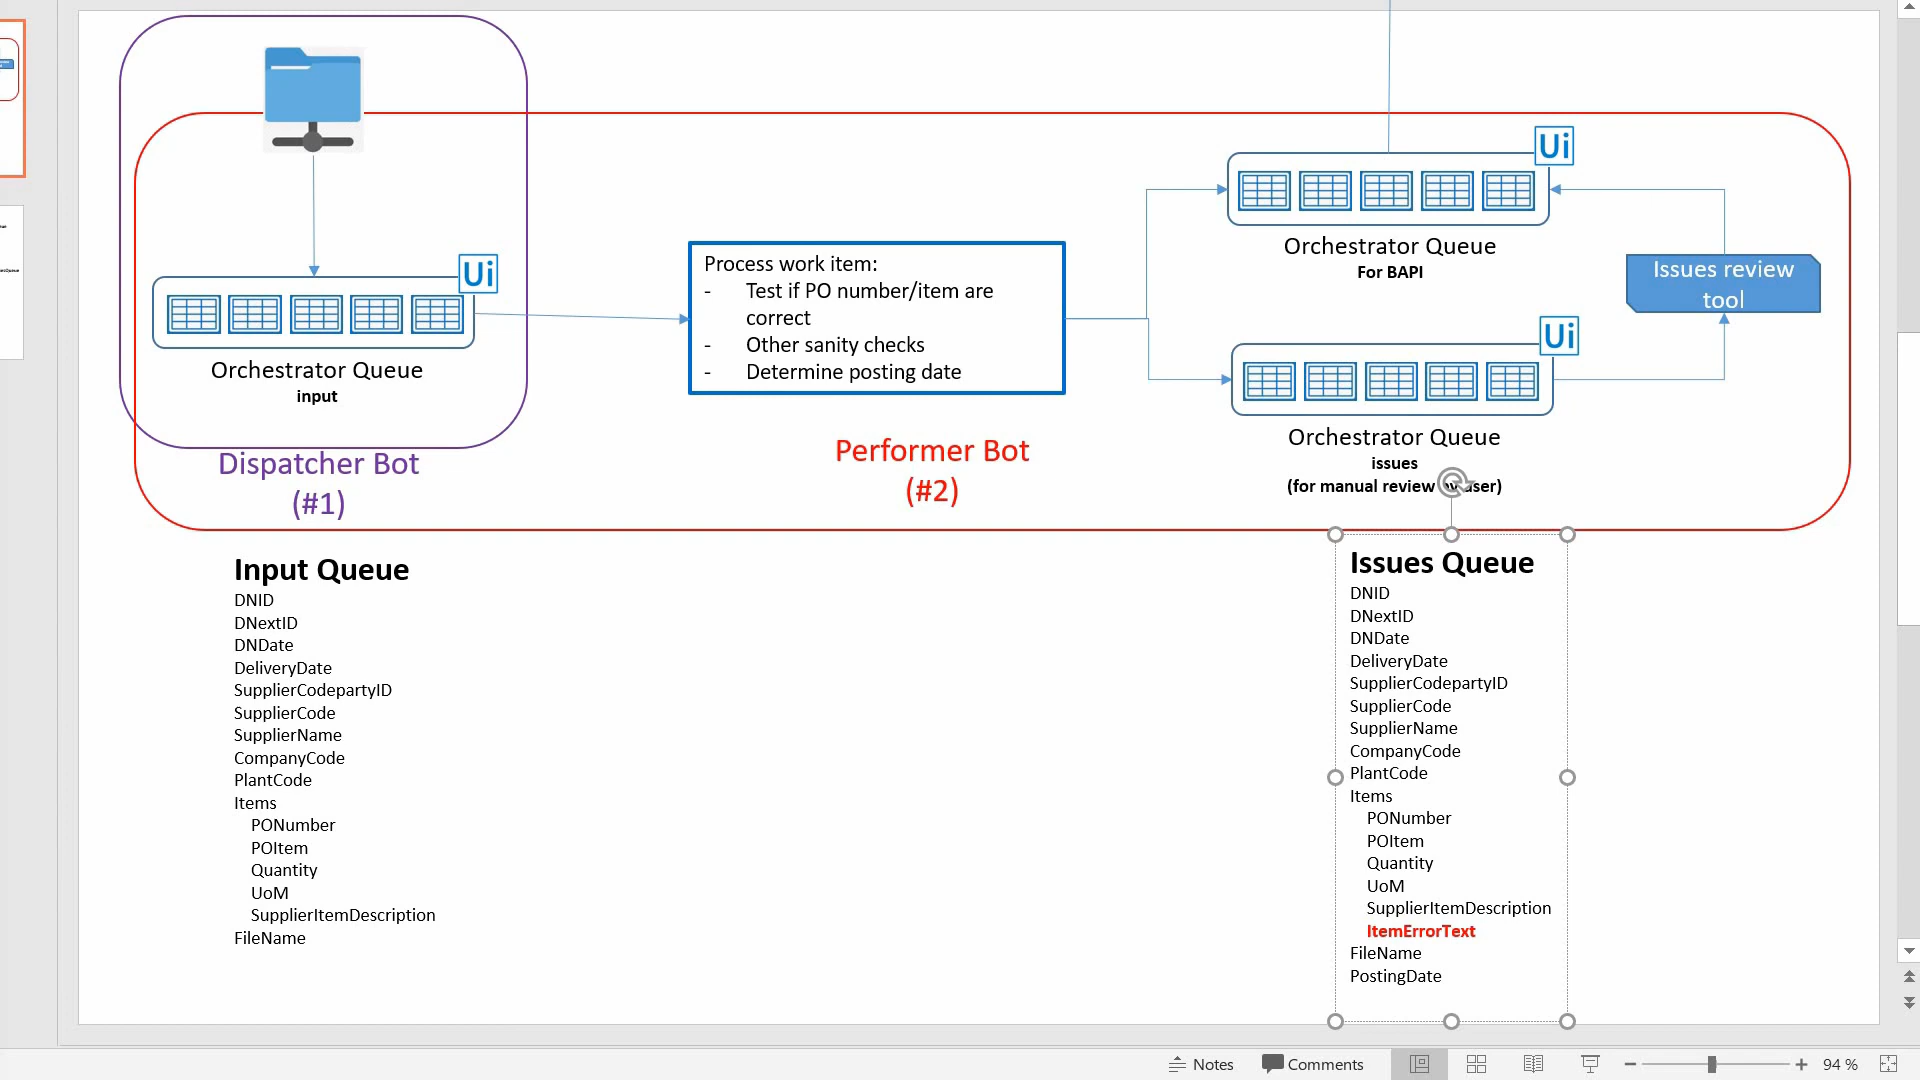 Ui
Orchestrator Queue
input
Dispatcher Bot
(#1)
Process work item:
- Test if PO number/item are
correct
- Other sanity checks
- Determine posting date
Performer Bot
(#2)
Ui
Orchestrator Queue
For BAPI
Issues review
tool
Ui
Orchestrator Queue
issues
(for manual review by user)
Input Queue
DNID
DNextID
DNDate
DeliveryDate
SupplierCodepartyID
SupplierCode
SupplierName
CompanyCode
PlantCode
Items
PONumber
POItem
Quantity
UoM
SupplierItemDescription
FileName
Issues Queue
DNID
DNextID
DNDate
DeliveryDate
SupplierCodepartyID
SupplierCode
SupplierName
CompanyCode
PlantCode
Items
PONumber
POItem
Quantity
UoM
SupplierItemDescription
ItemErrorText
FileName
PostingDate
Notes
Comments
94 %